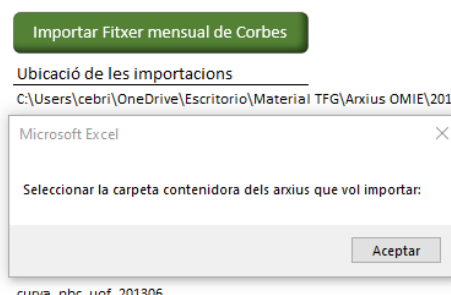 Importar Fitxer mensual de Corbes
Ubicació de les importacions
C:\Users\cebri\OneDrive\Escritorio\Material TFG\Arxius OMIE\201
Microsoft Excel
Seleccionar la carpeta contenidora dels arxius que vol importar:
Aceptar
curva_pbc_uof_201306